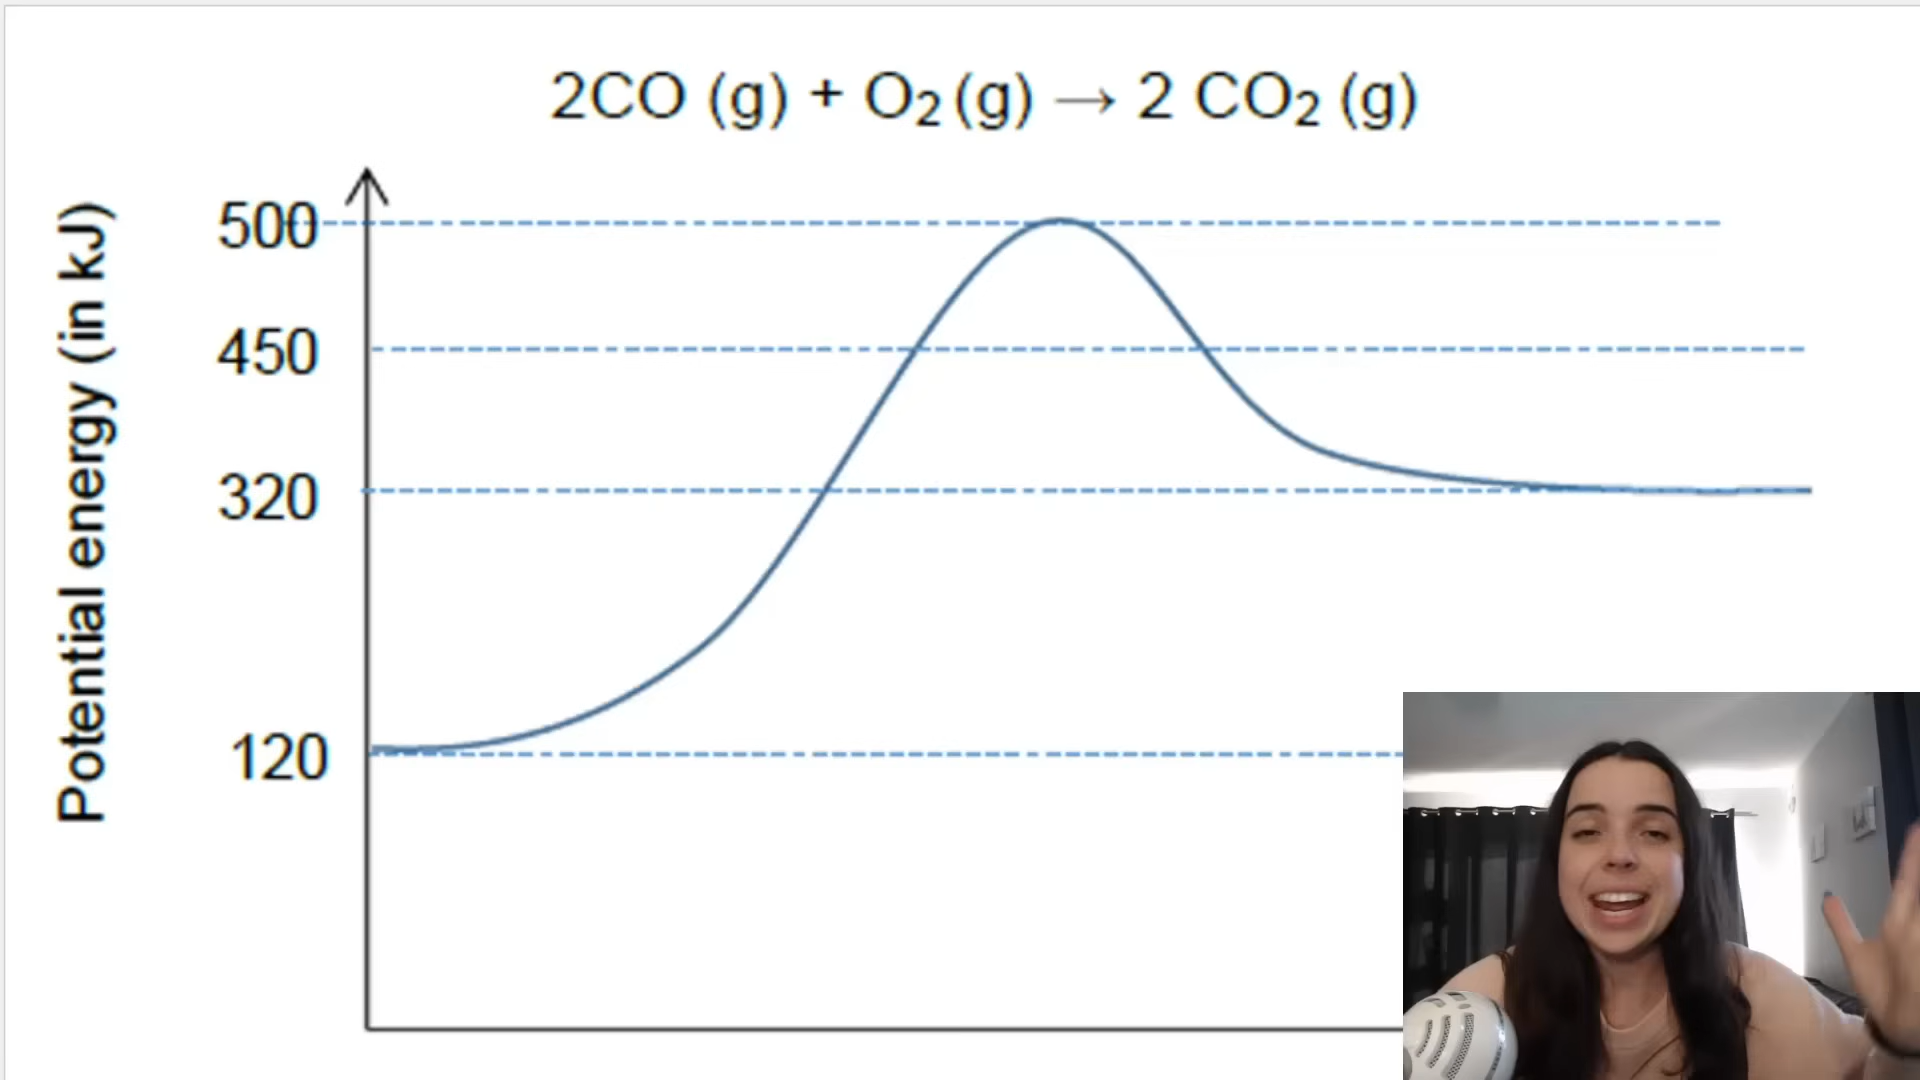 2CO (g) + O₂ (g) → 2 CO₂ (g)
Potential energy (in kJ)
500
450
320
120